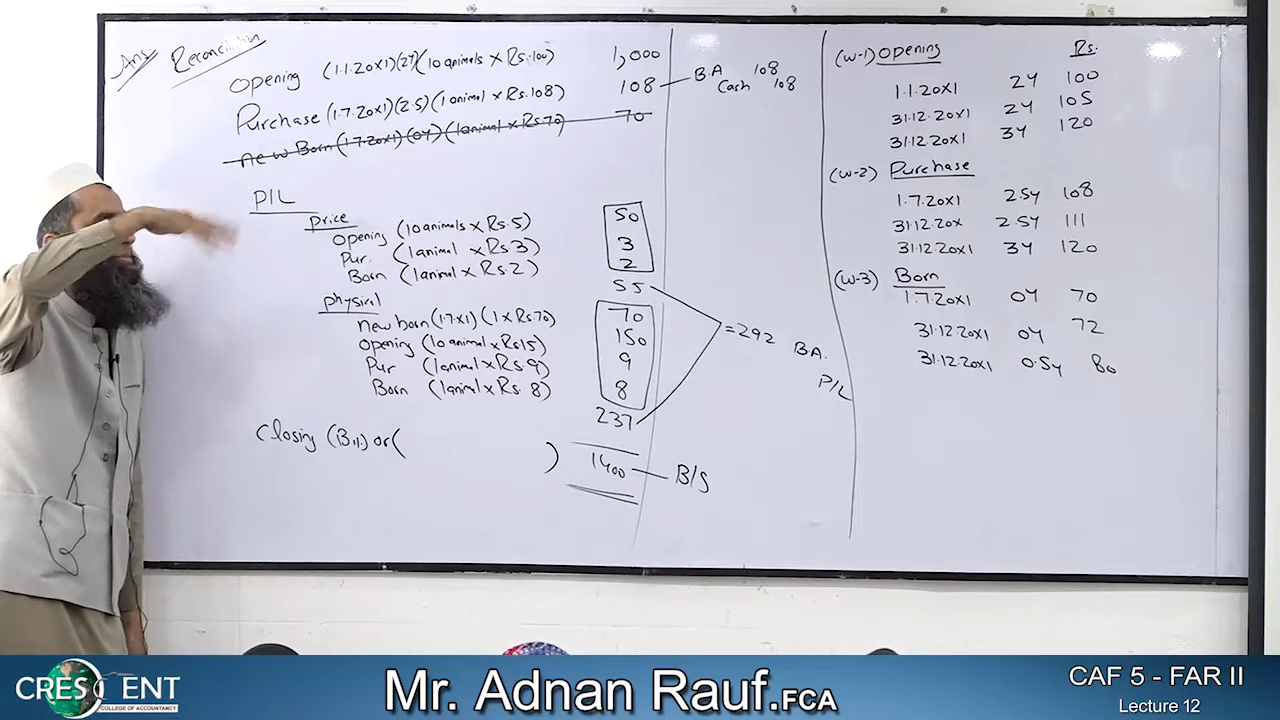 Ans Reconciliation
Opening (1.1.20x1)(2y)(10 animals x Rs.100) 1,000
Purchase (1.7.20x1)(2.5)(1 animal x Rs.108) 108 — B.A 108
Cash 108
new Born (1.7.20x1)(0y)(1 animal x Rs.70) 70
P/L
Price
Opening (10 animals x Rs.5) 50
Pur. (1 animal x Rs 3) 3
Born (1 animal x Rs.2) 2
55
Physical
new born (1.7.x1)(1 x Rs.70) 70
Opening (10 animal x Rs15) 150
Pur (1 animal x Rs.9) 9
Born (1 animal x Rs.8) 8
237
=292 B.A.
P/L
Closing (B//) or ( ) 1400 — B/S
(W-1) Opening Rs.
1.1.20x1 2y 100
31.12.20x1 2y 105
31.12.20x1 3y 120
(W-2) Purchase
1.7.20x1 2.5y 108
31.12.20x 2.5y 111
31.12.20x1 3y 120
(W-3) Born
1.7.20x1 0y 70
31.12.20x1 0y 72
31.12.20x1 0.5y 80
CRESCENT
COLLEGE OF ACCOUNTANCY
Mr. Adnan Rauf.FCA
CAF 5 - FAR II
Lecture 12